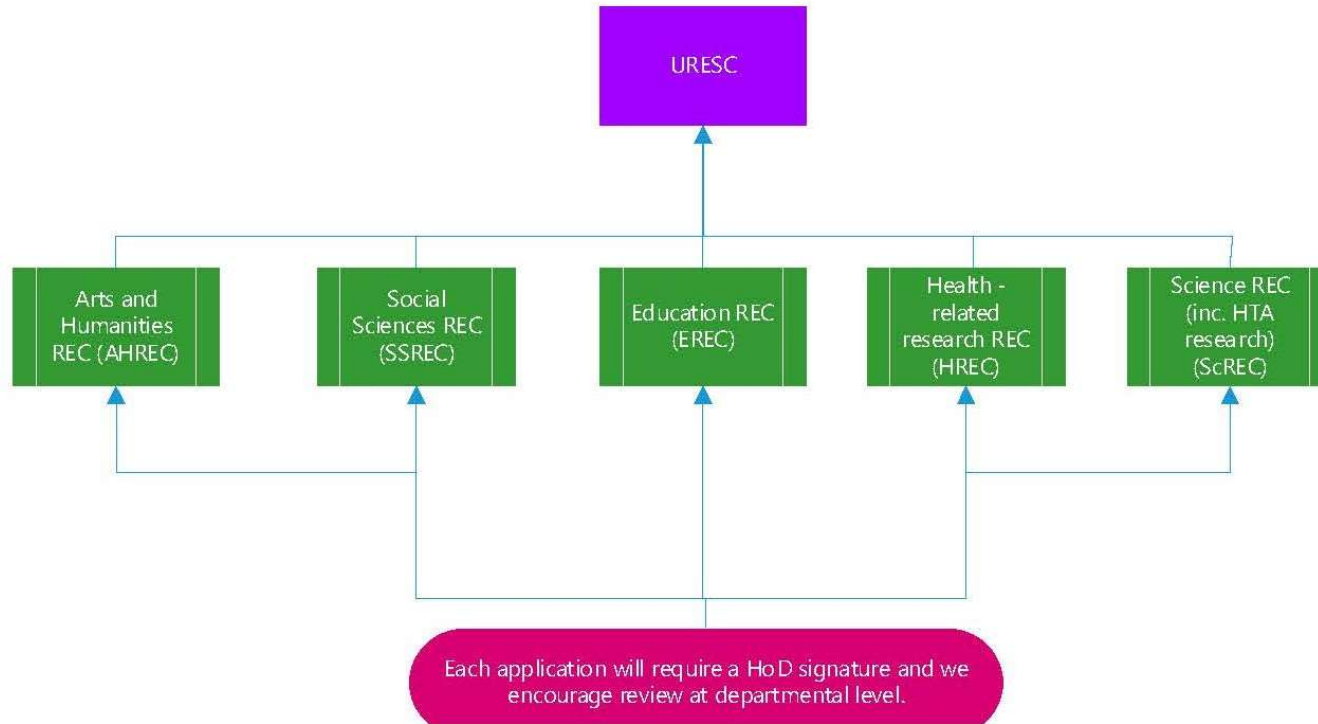 URESC
Arts and
Humanities
REC (AHREC)
Social
Sciences REC
(SSREC)
Education REC
(EREC)
Health -
related
research REC
(HREC)
Science REC
(inc. HTA
research)
(ScREC)
Each application will require a HoD signature and we
encourage review at departmental level.